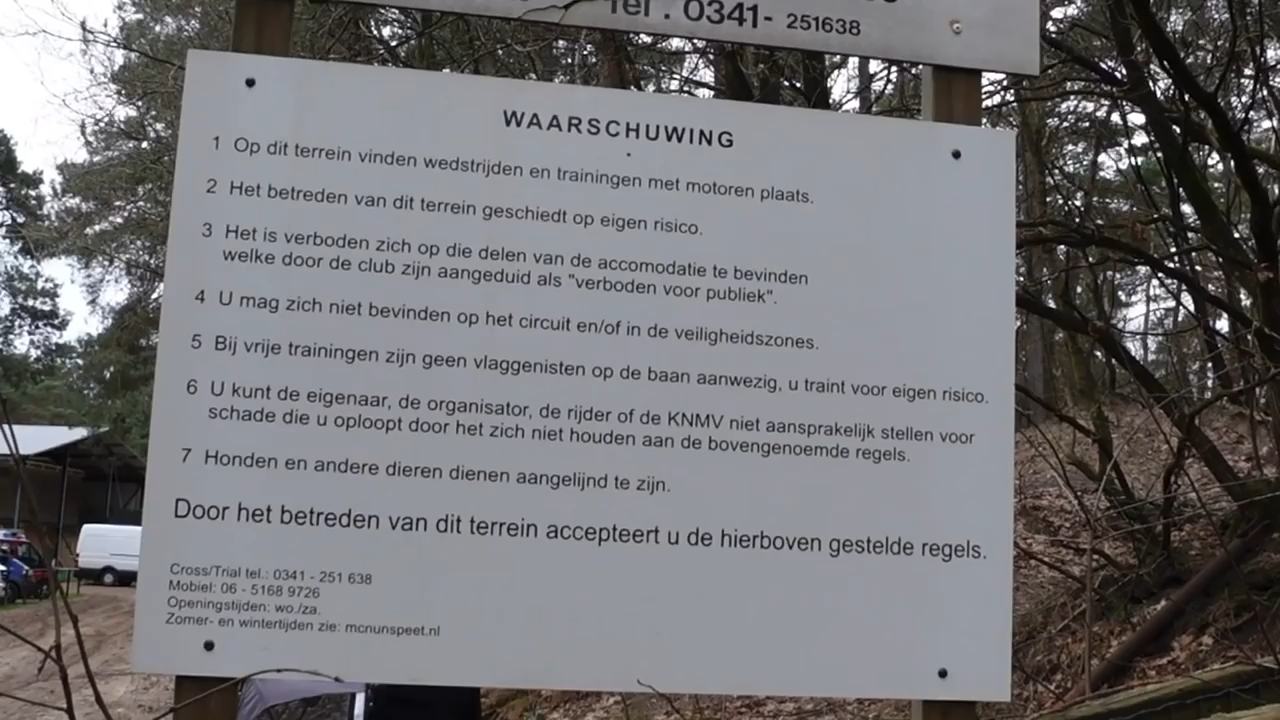 Tel. 0341- 251638
WAARSCHUWING
1 Op dit terrein vinden wedstrijden en trainingen met motoren plaats.
2 Het betreden van dit terrein geschiedt op eigen risico.
3 Het is verboden zich op die delen van de accomodatie te bevinden
welke door de club zijn aangeduid als "verboden voor publiek".
4 U mag zich niet bevinden op het circuit en/of in de veiligheidszones.
5 Bij vrije trainingen zijn geen vlaggenisten op de baan aanwezig, u traint voor eigen risico.
6 U kunt de eigenaar, de organisator, de rijder of de KNMV niet aansprakelijk stellen voor
schade die u oploopt door het zich niet houden aan de bovengenoemde regels.
7 Honden en andere dieren dienen aangelijnd te zijn.
Door het betreden van dit terrein accepteert u de hierboven gestelde regels.
Cross/Trial tel.: 0341 - 251 638
Mobiel: 06 - 5168 9726
Openingstijden: wo./za.
Zomer- en wintertijden zie: mcnunspeet.nl